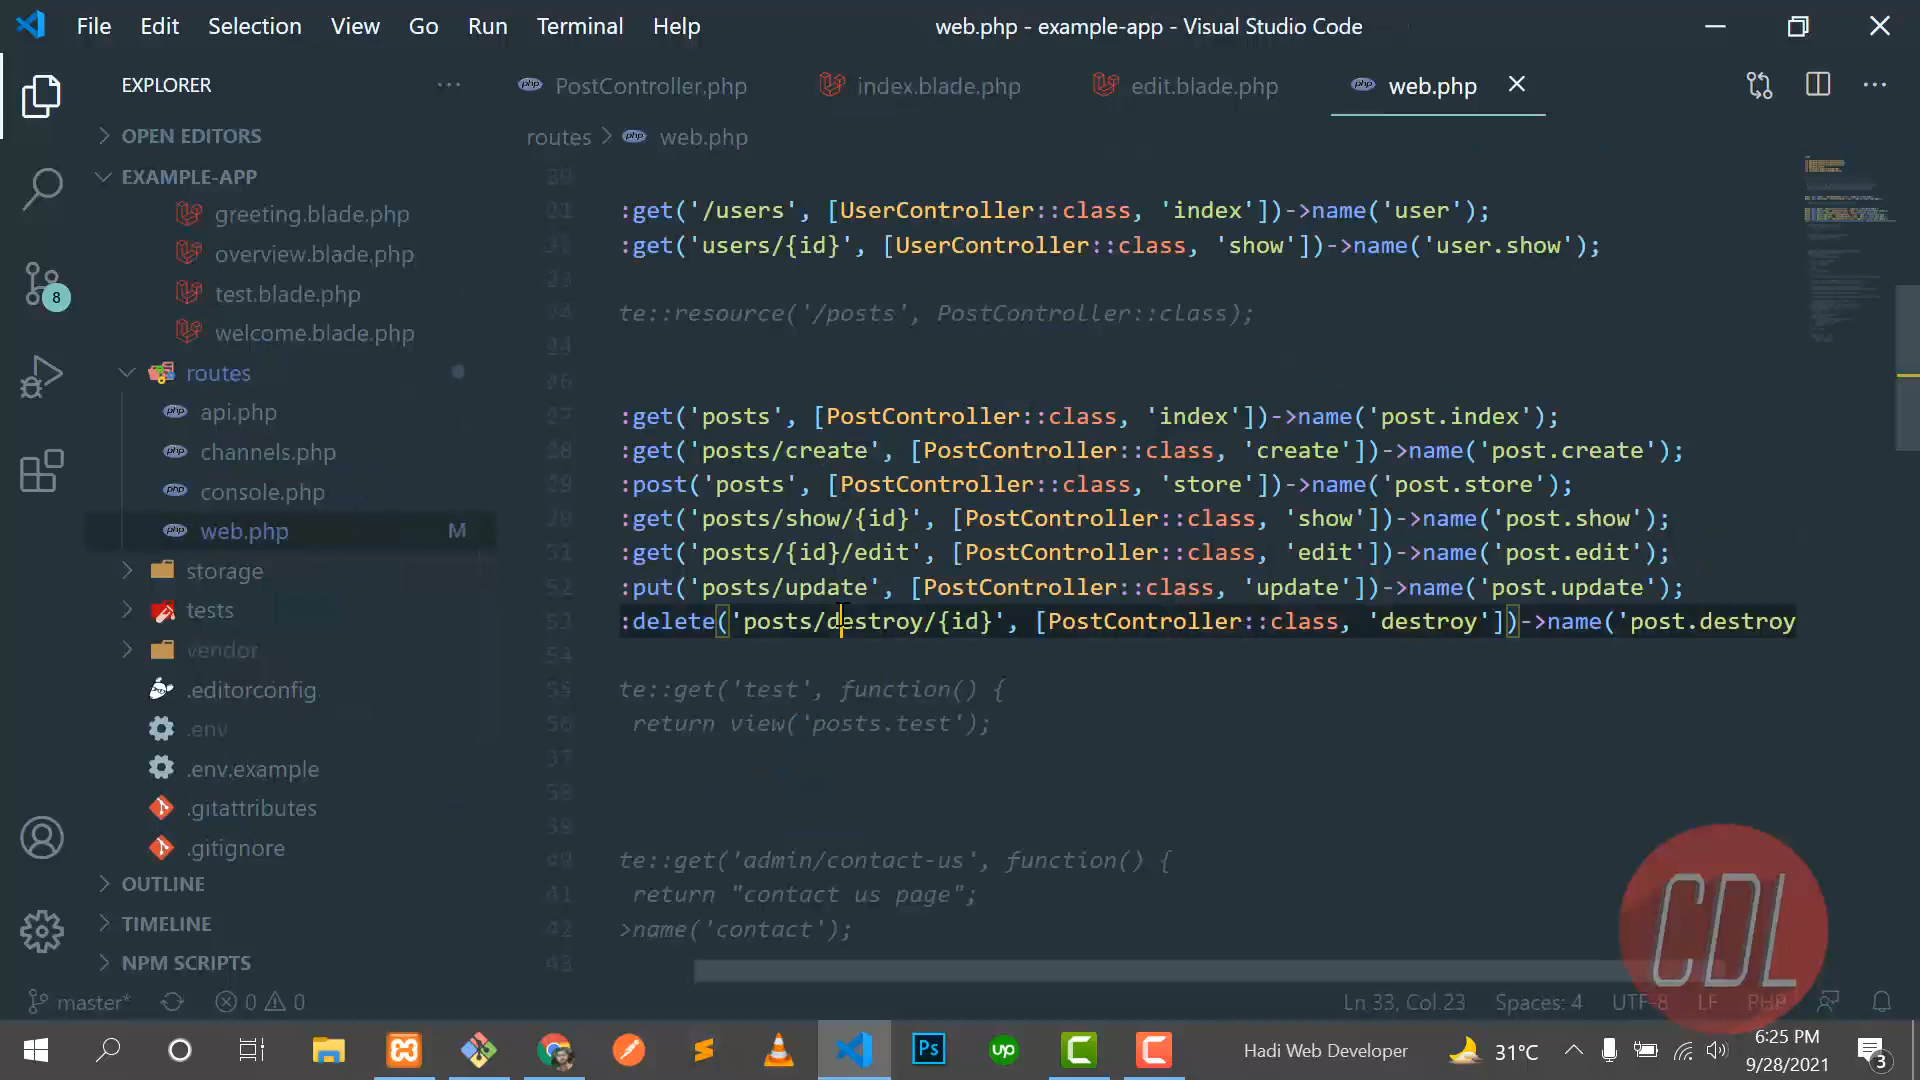 File Edit Selection View Go Run Terminal Help
web.php - example-app - Visual Studio Code
EXPLORER
PostController.php
index.blade.php
edit.blade.php
web.php
OPEN EDITORS
routes > web.php
EXAMPLE-APP
greeting.blade.php
overview.blade.php
test.blade.php
welcome.blade.php
routes
api.php
channels.php
console.php
web.php M
storage
tests
vendor
.editorconfig
.env
.env.example
.gitattributes
.gitignore
OUTLINE
TIMELINE
NPM SCRIPTS
8
:get('/users', [UserController::class, 'index'])->name('user');
:get('users/{id}', [UserController::class, 'show'])->name('user.show');
te::resource('/posts', PostController::class);
:get('posts', [PostController::class, 'index'])->name('post.index');
:get('posts/create', [PostController::class, 'create'])->name('post.create');
:post('posts', [PostController::class, 'store'])->name('post.store');
:get('posts/show/{id}', [PostController::class, 'show'])->name('post.show');
:get('posts/{id}/edit', [PostController::class, 'edit'])->name('post.edit');
:put('posts/update', [PostController::class, 'update'])->name('post.update');
:delete('posts/destroy/{id}', [PostController::class, 'destroy'])->name('post.destroy
te::get('test', function() {
return view('posts.test');
te::get('admin/contact-us', function() {
return "contact us page";
>name('contact');
CDL
master* 0 0
Ln 33, Col 23 Spaces: 4 UTF-8 LF PHP
Ps
up
Hadi Web Developer
31°C
6:25 PM
9/28/2021
3